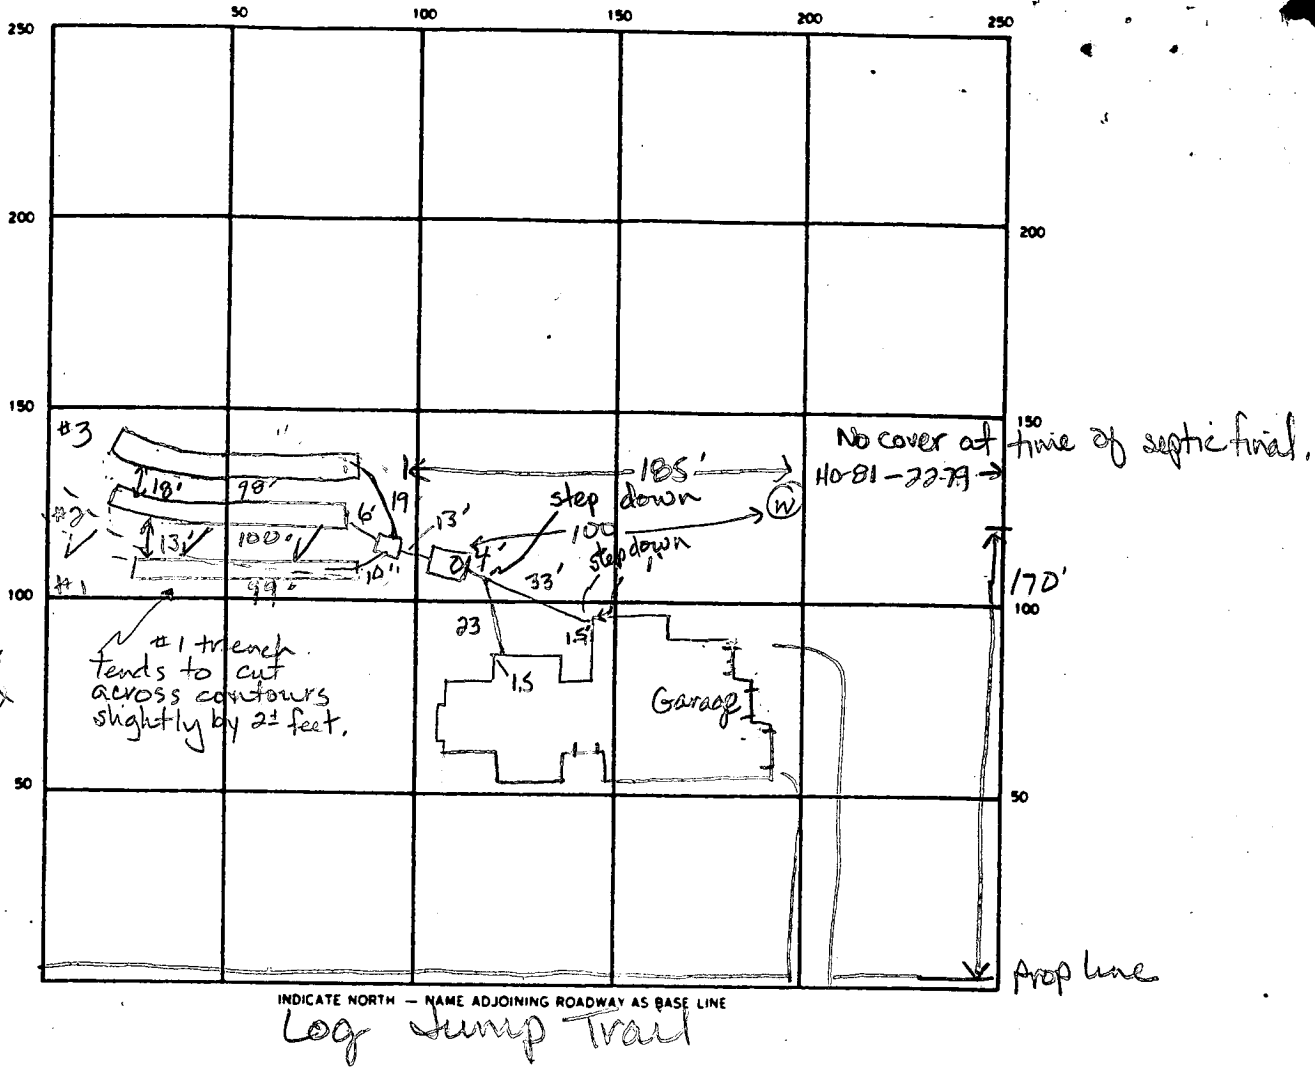 50 100 150 200 250
250
200 200
150 150
#3
No cover at time of septic final.
HO-81-2279
185'
98'
18'
19
step down
W
#2
6'
13'
100
13'
100'
stepdown
10'
4'
33'
170'
#1
99'
100 100
23
1.5'
#1 trench
tends to cut
across contours
slightly by 2± feet.
1.5
Garage
50 50
Prop line
INDICATE NORTH — NAME ADJOINING ROADWAY AS BASE LINE
Log Jump Trail